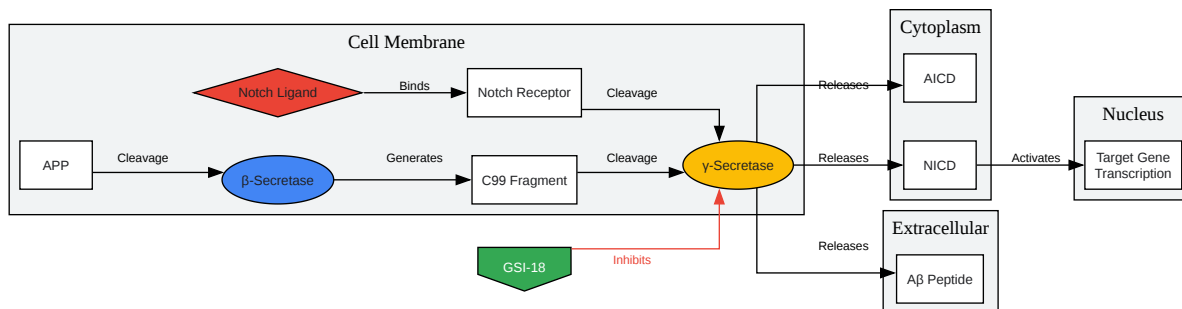 Cell Membrane
Notch Ligand
Binds
Notch Receptor
Cleavage
APP
Cleavage
β-Secretase
Generates
C99 Fragment
Cleavage
γ-Secretase
GSI-18
Inhibits
Releases
Releases
Releases
Cytoplasm
AICD
NICD
Activates
Nucleus
Target Gene
Transcription
Extracellular
Aβ Peptide